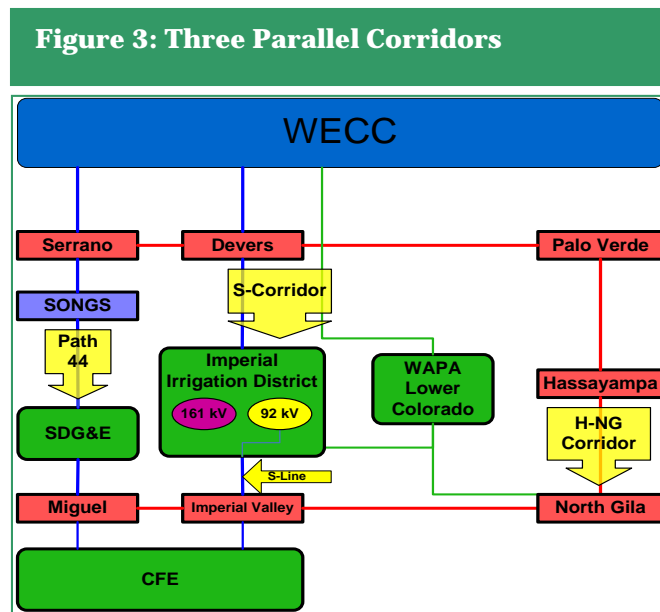 Figure 3: Three Parallel Corridors
WECC
Serrano
Devers
Palo Verde
SONGS
S-Corridor
Path
44
Imperial
Irrigation District
161 kV
92 kV
WAPA
Lower
Colorado
Hassayampa
SDG&E
H-NG
Corridor
S-Line
Miguel
Imperial Valley
North Gila
CFE